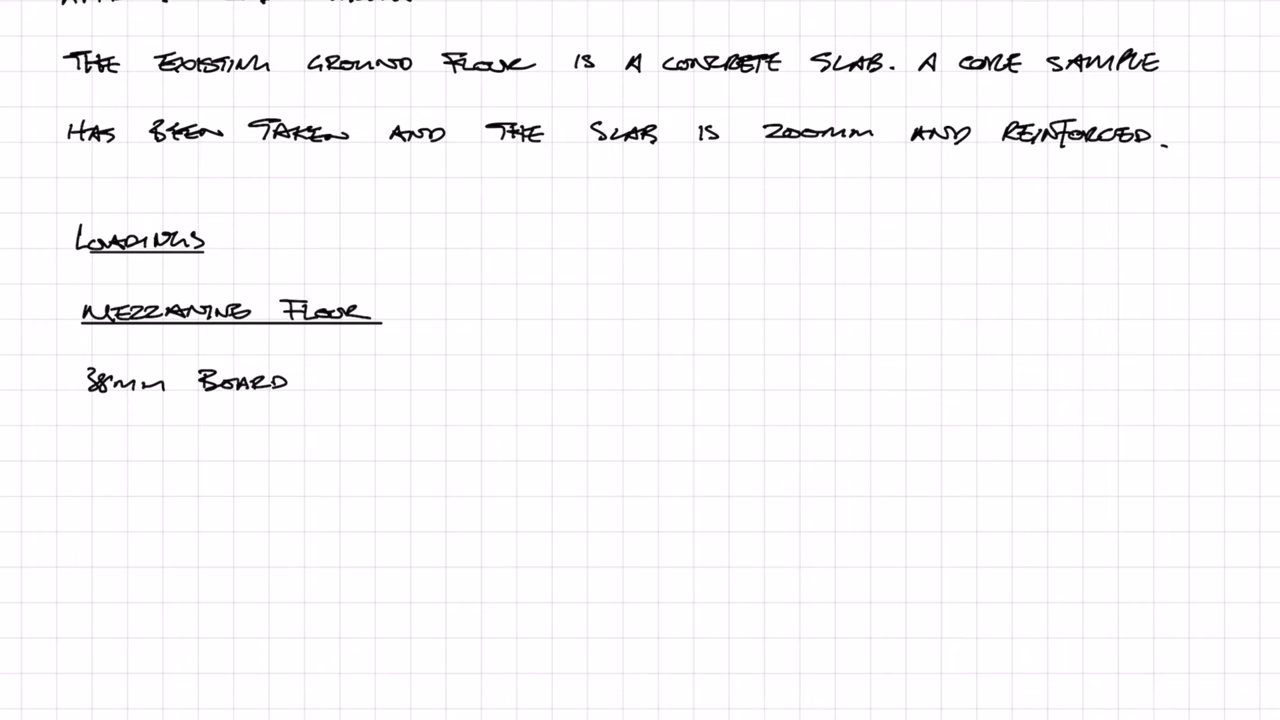 THE EXISTING GROUND FLOOR IS A CONCRETE SLAB. A CORE SAMPLE
HAS BEEN TAKEN AND THE SLAB IS 200mm AND REINFORCED.
LOADINGS
MEZZANINE FLOOR
38mm BOARD